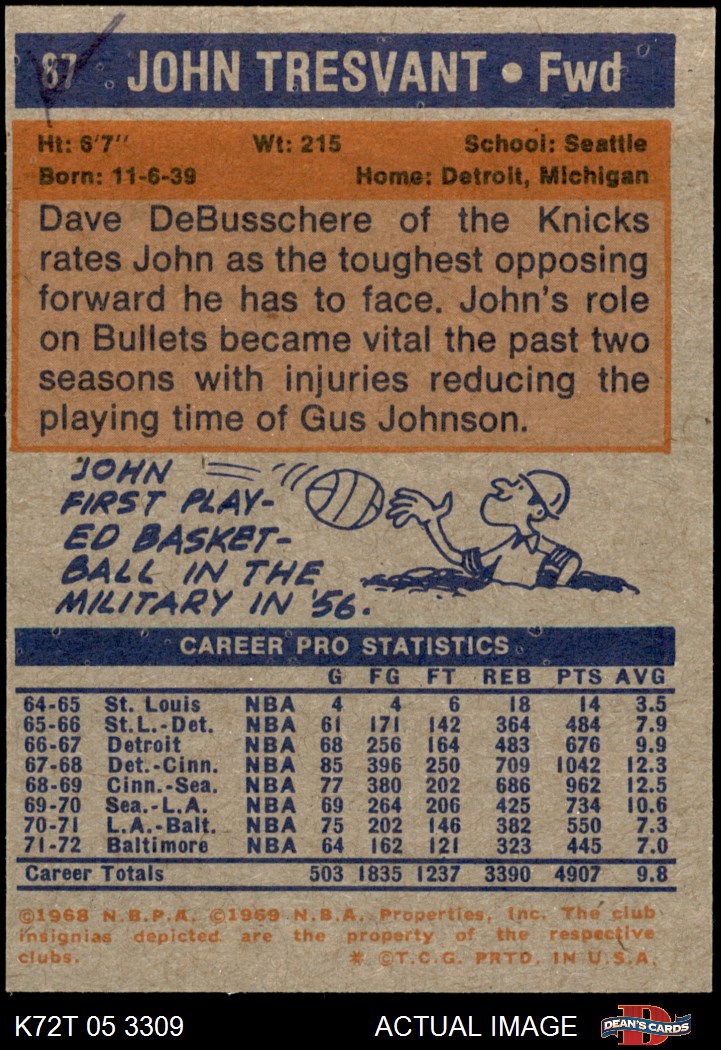 87 JOHN TRESVANT • Fwd
Ht: 6'7" Wt: 215 School: Seattle
Born: 11-6-39 Home: Detroit, Michigan
Dave DeBusschere of the Knicks
rates John as the toughest opposing
forward he has to face. John's role
on Bullets became vital the past two
seasons with injuries reducing the
playing time of Gus Johnson.
JOHN
FIRST PLAY-
ED BASKET-
BALL IN THE
MILITARY IN '56.
CAREER PRO STATISTICS
G FG FT REB PTS AVG
64-65 St. Louis NBA 4 4 6 18 14 3.5
65-66 St.L.-Det. NBA 61 171 142 364 484 7.9
66-67 Detroit NBA 68 256 164 483 676 9.9
67-68 Det.-Cinn. NBA 85 396 250 709 1042 12.3
68-69 Cinn.-Sea. NBA 77 380 202 686 962 12.5
69-70 Sea.-L.A. NBA 69 264 206 425 734 10.6
70-71 L.A.-Balt. NBA 75 202 146 382 550 7.3
71-72 Baltimore NBA 64 162 121 323 445 7.0
Career Totals 503 1835 1237 3390 4907 9.8
©1968 N.B.P.A. ©1969 N.B.A. Properties, Inc. The club
insignias depicted are the property of the respective
clubs. * ©T.C.G. PRTD. IN U.S.A.
K72T 05 3309 ACTUAL IMAGE DEAN'S CARDS